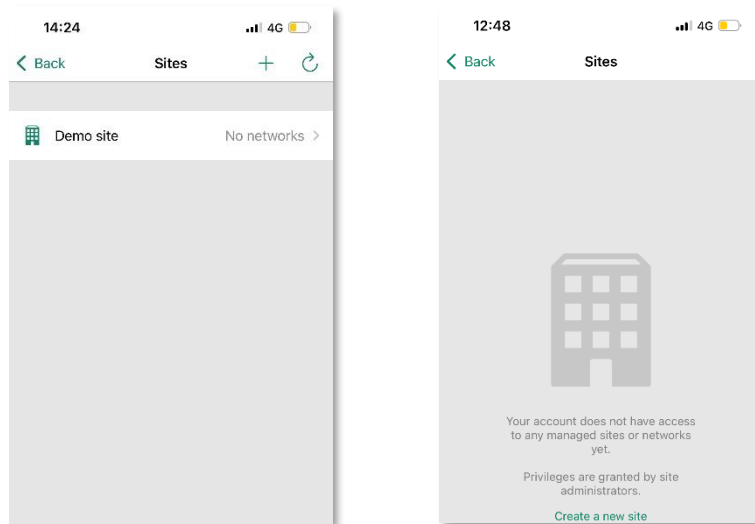 14:24
4G
Back
Sites
Demo site
No networks
12:48
4G
Back
Sites
Your account does not have access
to any managed sites or networks
yet.
Privileges are granted by site
administrators.
Create a new site